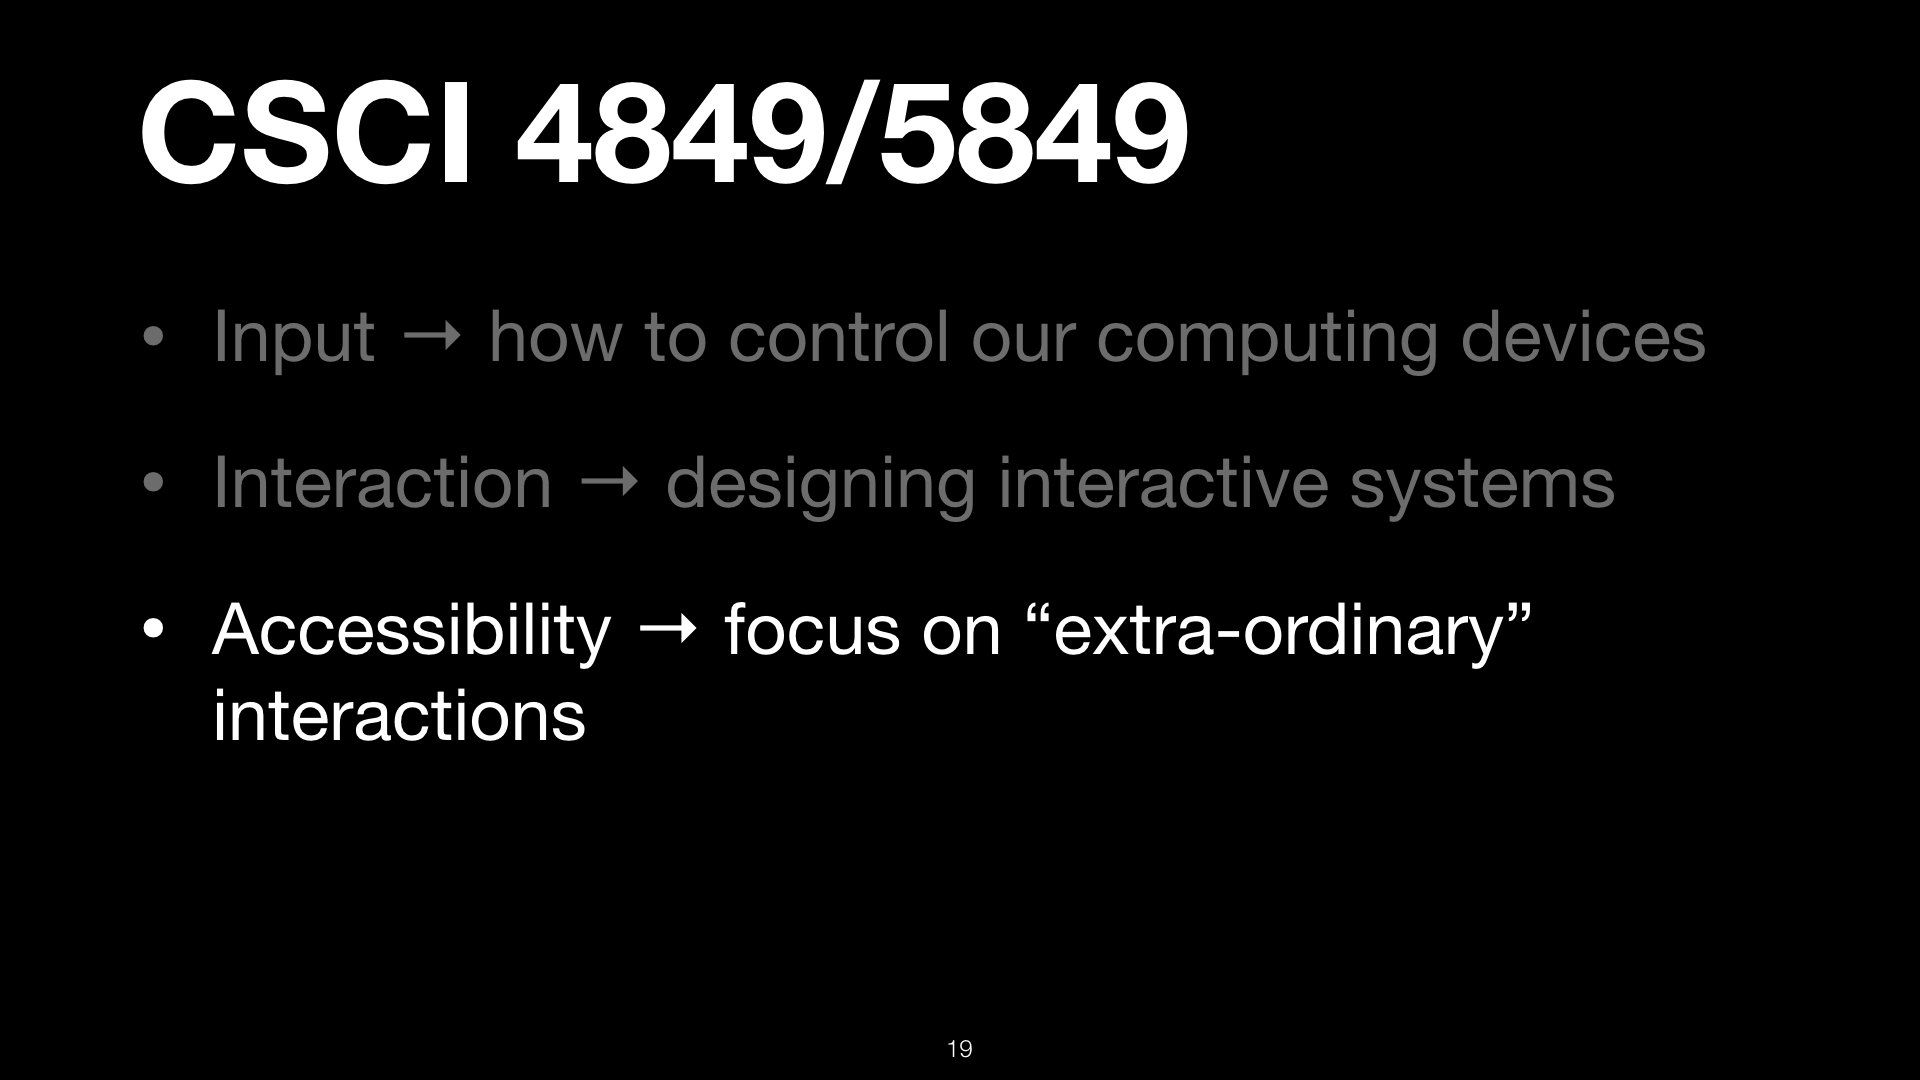 CSCI 4849/5849
• Input → how to control our computing devices
• Interaction → designing interactive systems
• Accessibility → focus on “extra-ordinary”
interactions
19